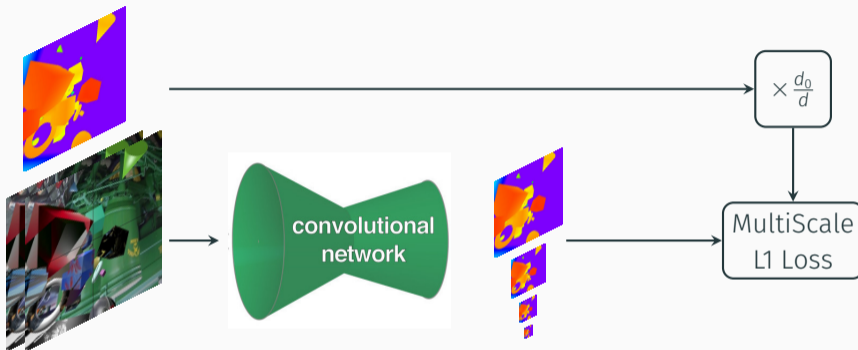 × d₀/d
convolutional
network
MultiScale
L1 Loss